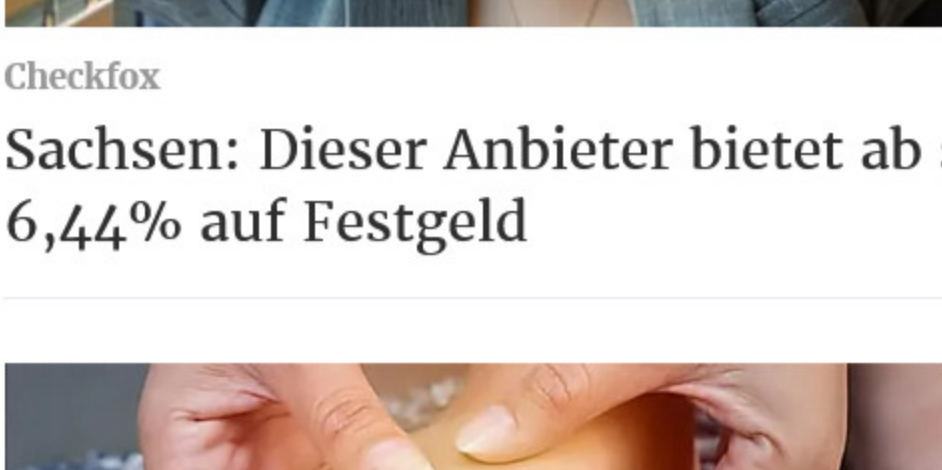 Checkfox
Sachsen: Dieser Anbieter bietet ab
6,44% auf Festgeld